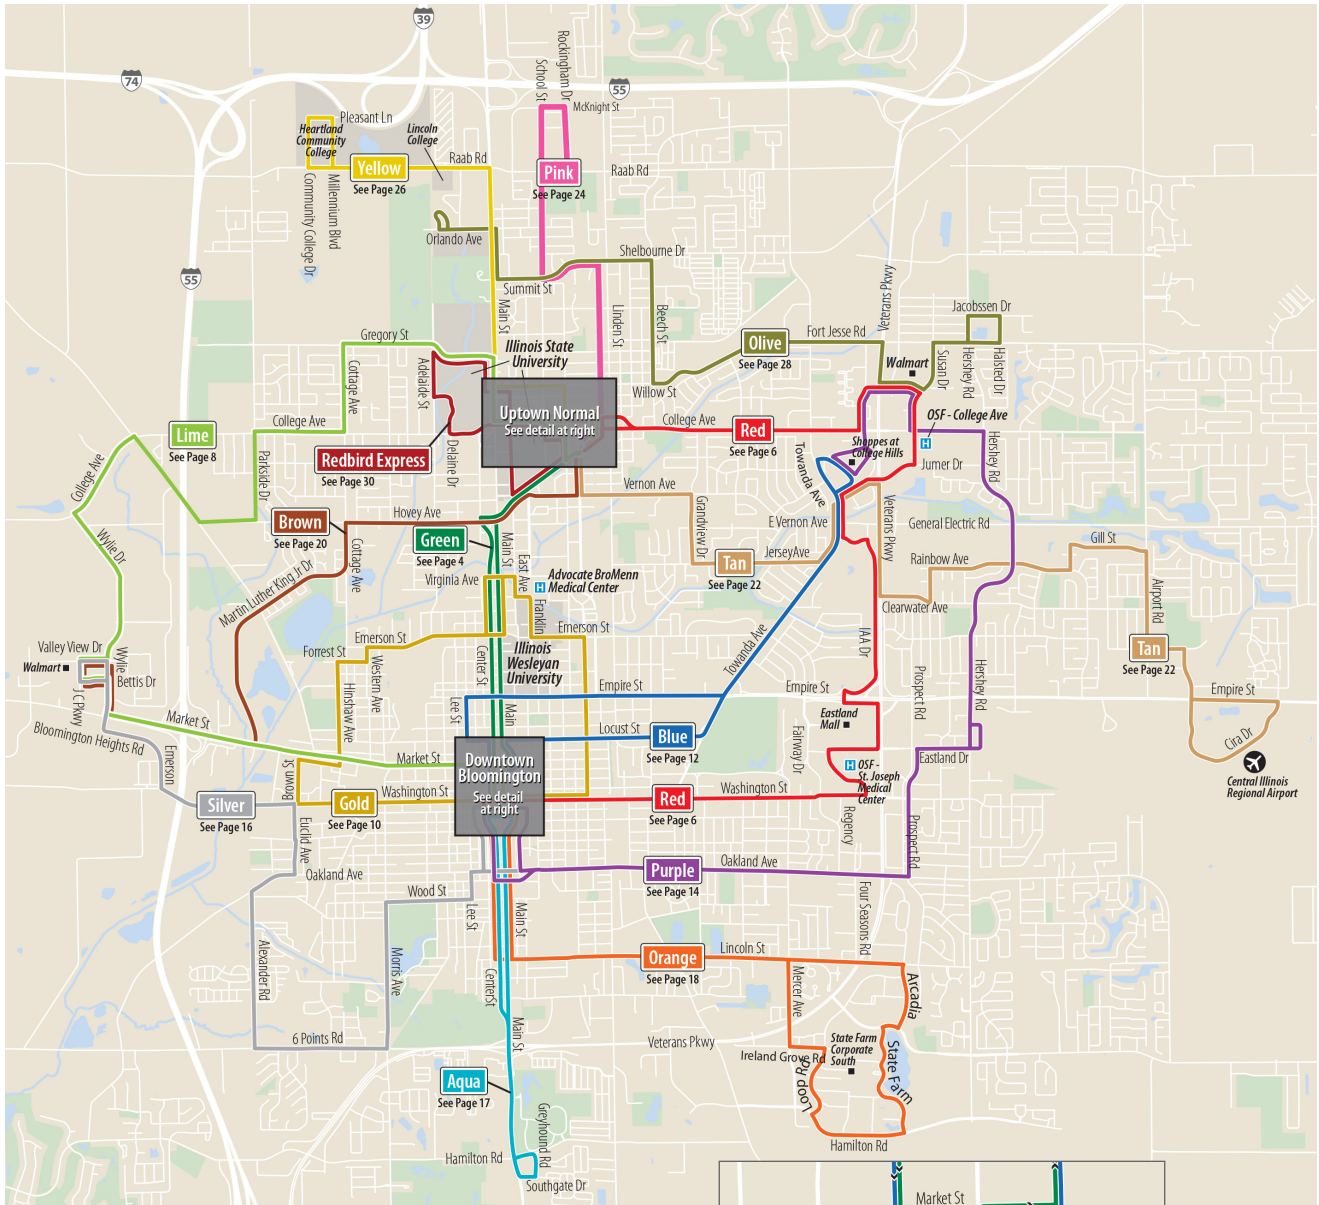 39
74
55
Rockingham Dr
School St
McKnight St
Pleasant Ln
Heartland
Community
College
Lincoln
College
Yellow
See Page 26
Raab Rd
Pink
See Page 24
Raab Rd
Millennium Blvd
Community College Dr
Orlando Ave
Shelbourne Dr
55
Summit St
Veterans Pkwy
Main St
Linden St
Beech St
Jacobssen Dr
Gregory St
Illinois State
University
Olive
See Page 28
Fort Jesse Rd
Walmart
Susan Dr
Hershey Rd
Halsted Dr
Cottage Ave
Adelaide St
Willow St
Uptown Normal
See detail at right
College Ave
Red
See Page 6
OSF - College Ave
H
Lime
See Page 8
College Ave
Redbird Express
See Page 30
Delaine Dr
Shoppes at
College Hills
Hershey Rd
Jumer Dr
College Ave
Parkside Dr
Towanda Ave
Vernon Ave
Grandview Dr
Hovey Ave
Brown
See Page 20
E Vernon Ave
Veterans Pkwy
General Electric Rd
Gill St
Wylie Dr
Cottage Ave
Green
See Page 4
Main St
East Ave
Jersey Ave
Tan
See Page 22
Rainbow Ave
Martin Luther King Jr Dr
Virginia Ave
H
Advocate BroMenn
Medical Center
Franklin
Clearwater Ave
Airport Rd
Emerson St
Emerson St
Forrest St
Western Ave
Center St
Illinois
Wesleyan
University
Towanda Ave
IAA Dr
Tan
See Page 22
Valley View Dr
Wylie
Walmart
Bettis Dr
J C Pkwy
Hinshaw Ave
Prospect Rd
Hershey Rd
Market St
Lee St
Main
Empire St
Empire St
Empire St
Bloomington Heights Rd
Locust St
Blue
See Page 12
Eastland
Mall
Fairway Dr
Cira Dr
Emerson
Market St
Downtown
Bloomington
See detail
at right
Eastland Dr
Central Illinois
Regional Airport
H
OSF -
St. Joseph
Medical
Center
Brown St
Washington St
Washington St
Silver
See Page 16
Gold
See Page 10
Red
See Page 6
Regency
Euclid Ave
Prospect Rd
Oakland Ave
Purple
See Page 14
Oakland Ave
Wood St
Lee St
Main St
Four Seasons Rd
Alexander Rd
Morris Ave
Orange
See Page 18
Lincoln St
CenterSt
Mercer Ave
Arcadia
6 Points Rd
Main St
Veterans Pkwy
State Farm
Corporate
South
Ireland Grove Rd
State Farm
Loop Rd
Aqua
See Page 17
Greyhound Rd
Hamilton Rd
Hamilton Rd
Southgate Dr
Market St